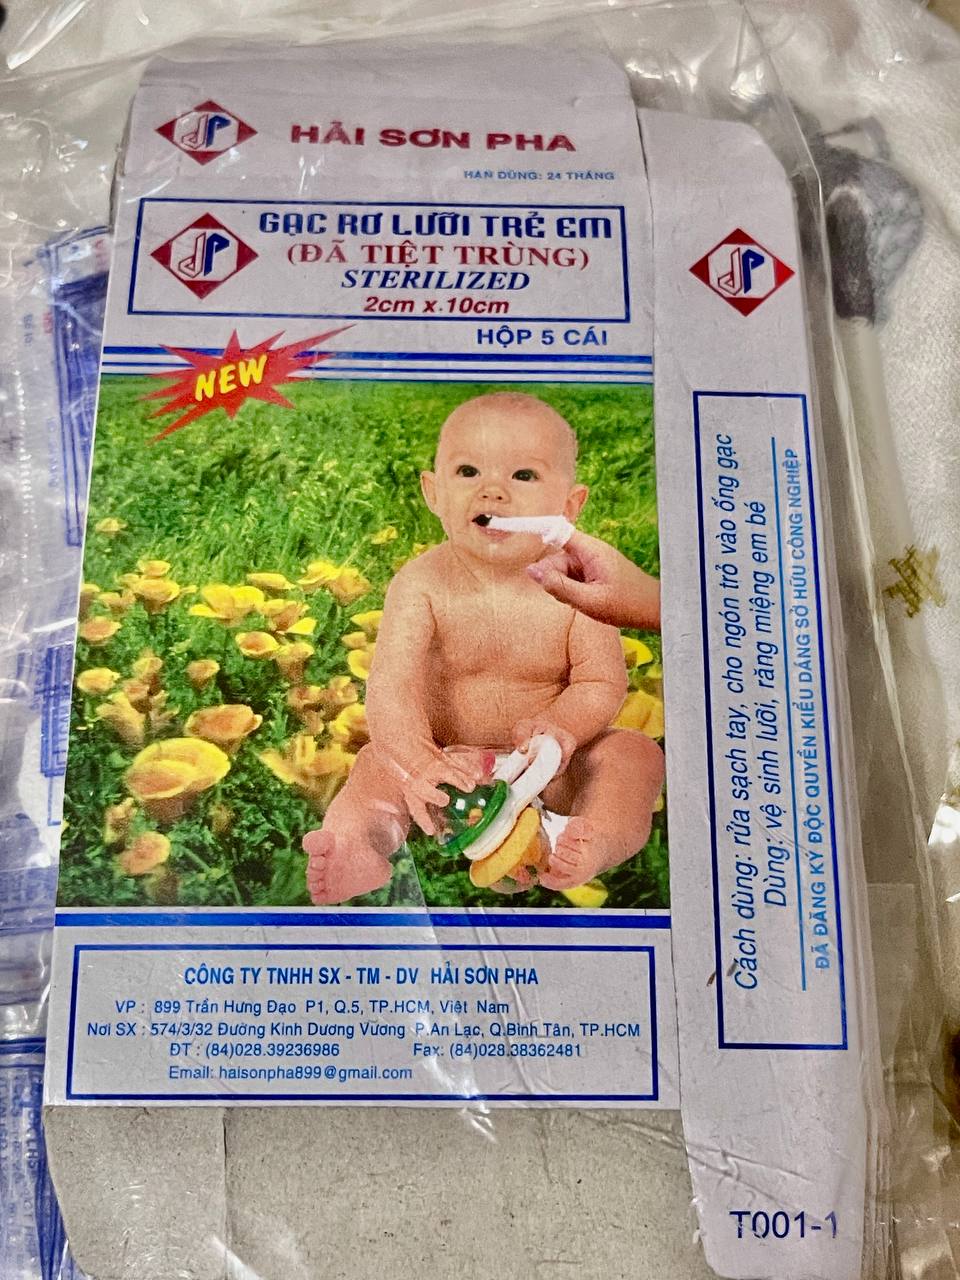 HẢI SƠN PHA
HẠN DÙNG: 24 THÁNG
GẠC RƠ LƯỠI TRẺ EM
(ĐÃ TIỆT TRÙNG)
STERILIZED
2cm x 10cm
HỘP 5 CÁI
NEW
CÔNG TY TNHH SX - TM - DV HẢI SƠN PHA
VP : 899 Trần Hưng Đạo P1, Q.5, TP.HCM, Việt Nam
Nơi SX : 574/3/32 Đường Kinh Dương Vương P.An Lạc, Q.Bình Tân, TP.HCM
ĐT : (84)028.39236986 Fax: (84)028.38362481
Email: haisonpha899@gmail.com
Cách dùng: rửa sạch tay, cho ngón trỏ vào ống gạc
Dùng: vệ sinh lưỡi, răng miệng em bé
ĐÃ ĐĂNG KÝ ĐỘC QUYỀN KIỂU DÁNG SỞ HỮU CÔNG NGHIỆP
T001-1